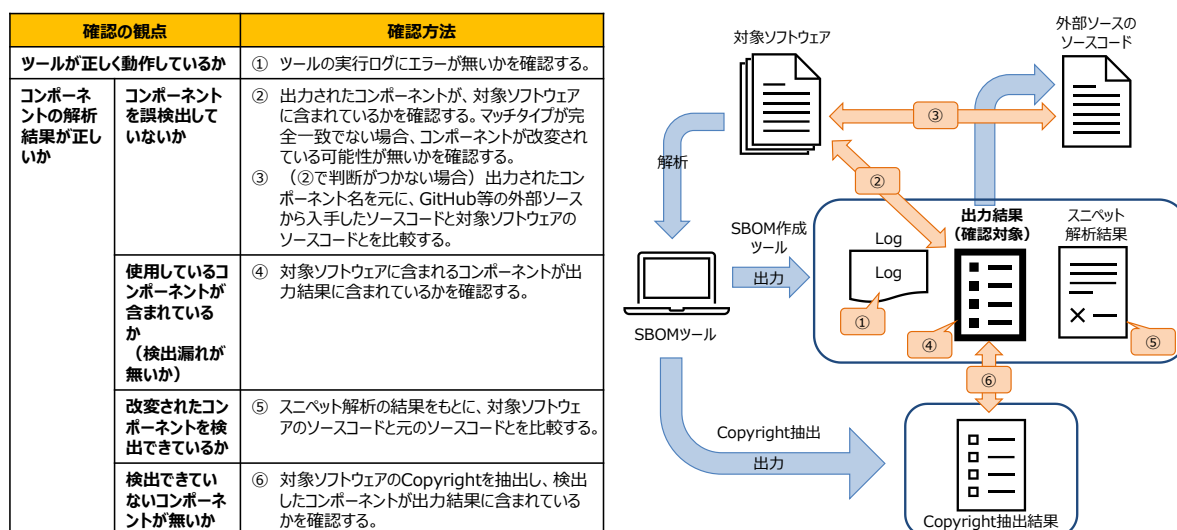 確認の観点
確認方法
ツールが正しく動作しているか
① ツールの実行ログにエラーが無いかを確認する。
コンポーネ
ントの解析
結果が正し
いか
コンポーネント
を誤検出して
いないか
② 出力されたコンポーネントが、対象ソフトウェア
に含まれているかを確認する。マッチタイプが完
全一致でない場合、コンポーネントが改変され
ている可能性が無いかを確認する。
③ （②で判断がつかない場合）出力されたコン
ポーネント名を元に、GitHub等の外部ソース
から入手したソースコードと対象ソフトウェアの
ソースコードとを比較する。
使用しているコ
ンポーネントが
含まれている
か
（検出漏れが
無いか）
④ 対象ソフトウェアに含まれるコンポーネントが出
力結果に含まれているかを確認する。
改変されたコン
ポーネントを検
出できているか
⑤ スニペット解析の結果をもとに、対象ソフトウェ
アのソースコードと元のソースコードとを比較する。
検出できてい
ないコンポーネ
ントが無いか
⑥ 対象ソフトウェアのCopyrightを抽出し、検出
したコンポーネントが出力結果に含まれている
かを確認する。
対象ソフトウェア
外部ソースの
ソースコード
③
解析
②
SBOM作成
ツール
出力
Log
Log
①
出力結果
（確認対象）
④
スニペット
解析結果
⑤
SBOMツール
⑥
Copyright抽出
出力
Copyright抽出結果